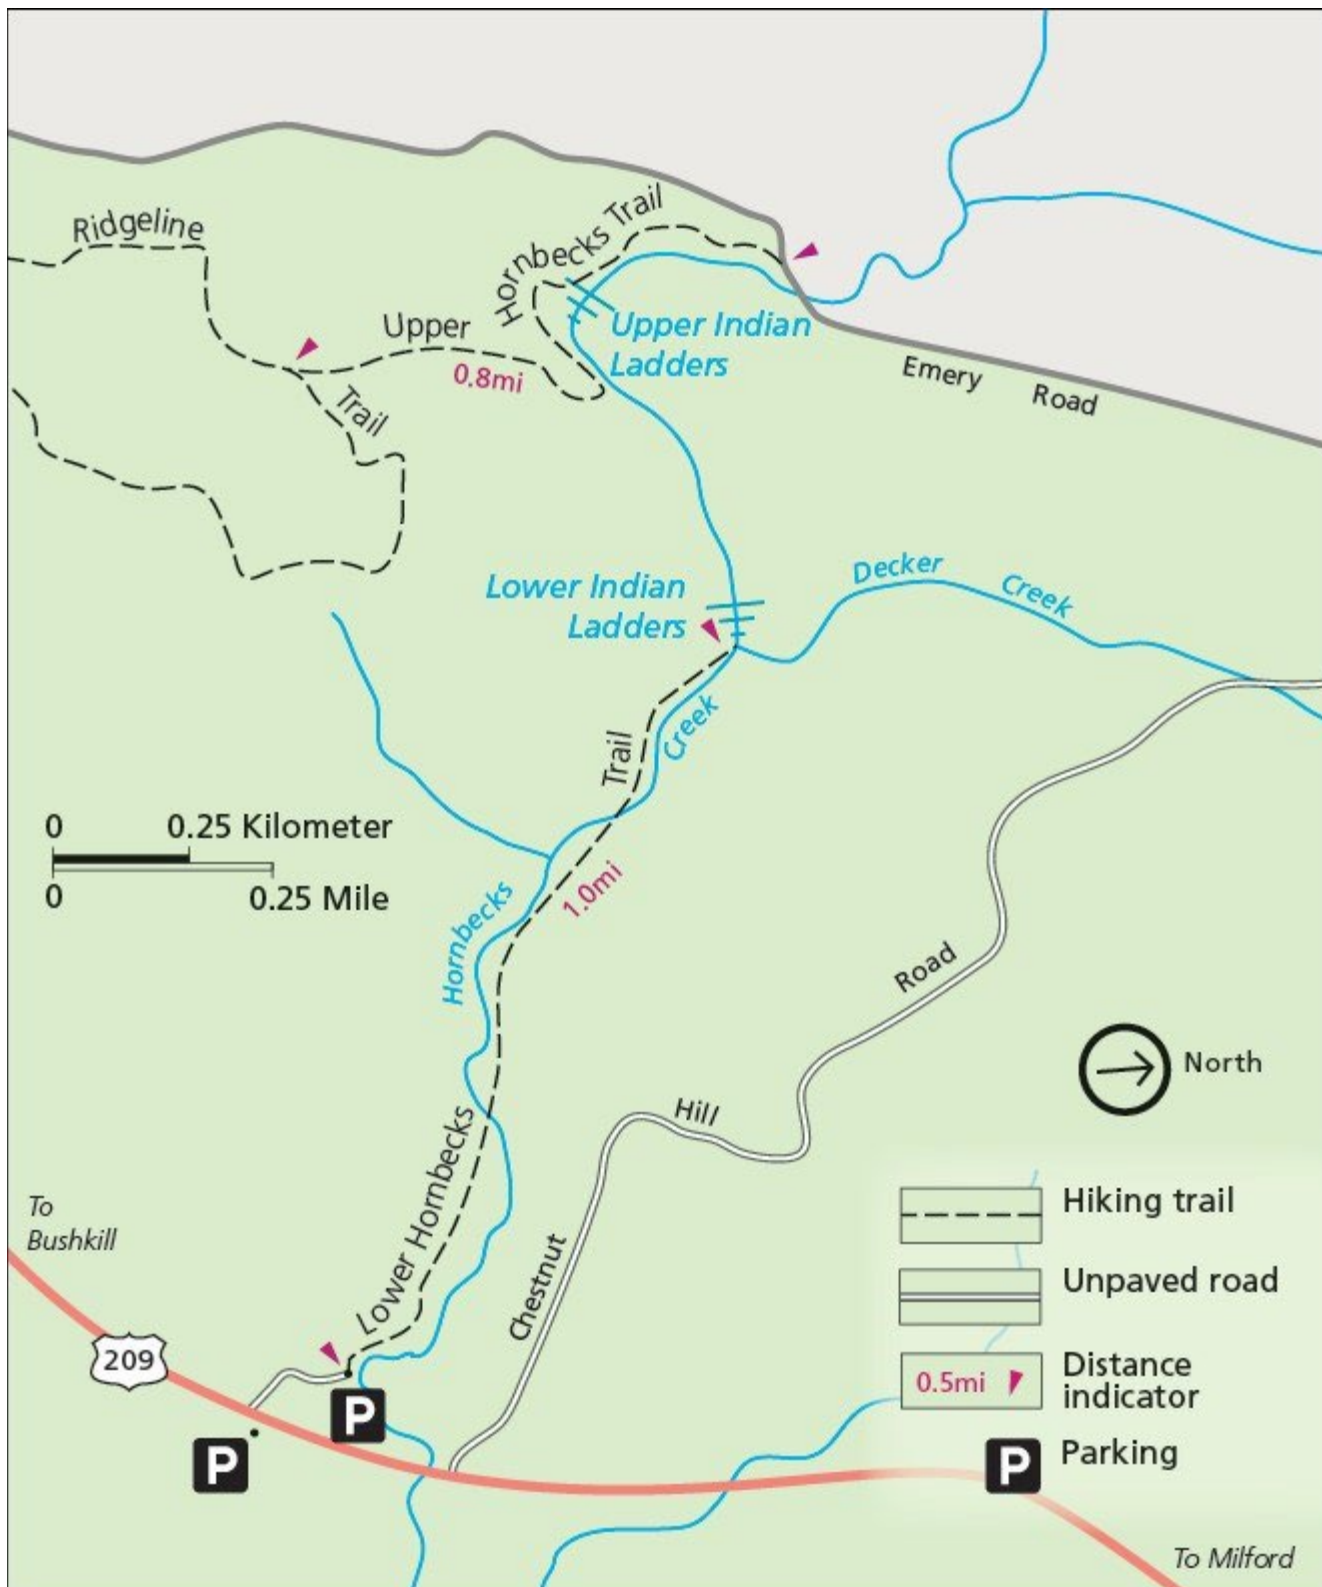 Ridgeline
Hornbecks Trail
Upper
0.8mi
Trail
Upper Indian
Ladders
Emery Road
Lower Indian
Ladders
Decker Creek
Trail
Creek
0 0.25 Kilometer
0 0.25 Mile
1.0mi
Hornbecks
Road
North
Hill
Lower Hornbecks
Chestnut
To
Bushkill
209
P
P
Hiking trail
Unpaved road
0.5mi
Distance
indicator
P
Parking
To Milford